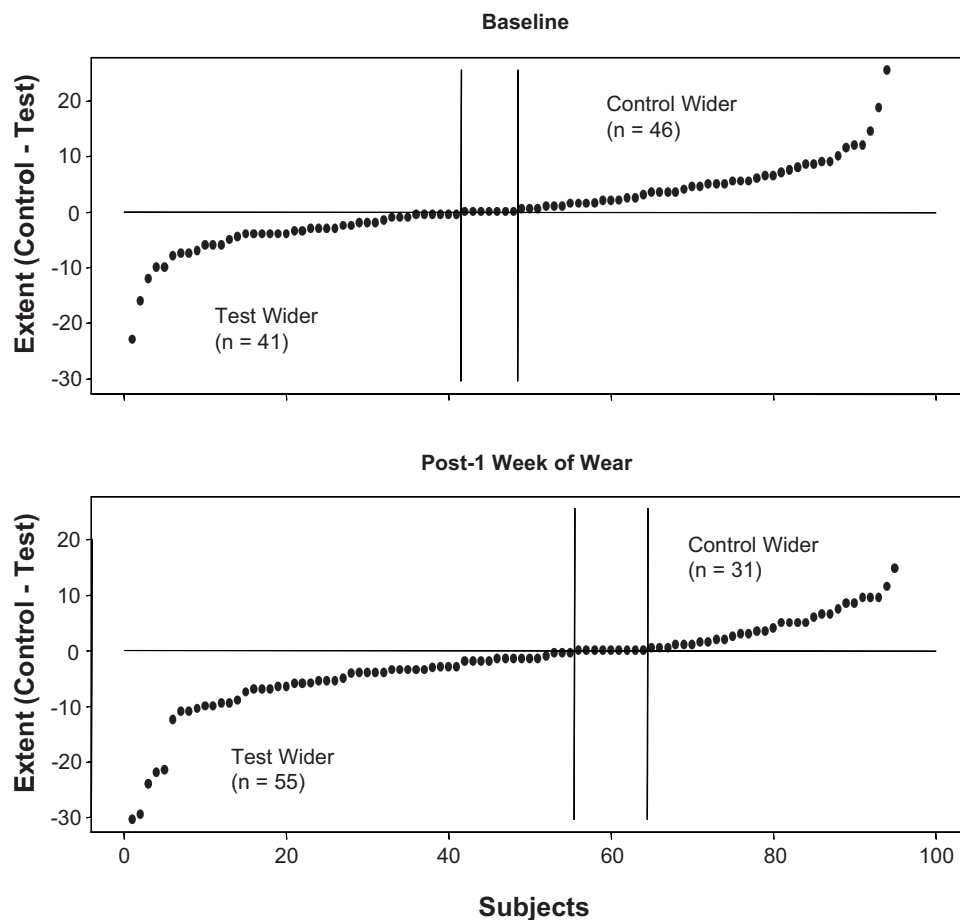 Baseline
Extent (Control - Test)
20
10
0
-10
-20
-30
Control Wider
(n = 46)
Test Wider
(n = 41)
Post-1 Week of Wear
Extent (Control - Test)
20
10
0
-10
-20
-30
Control Wider
(n = 31)
Test Wider
(n = 55)
0 20 40 60 80 100
Subjects